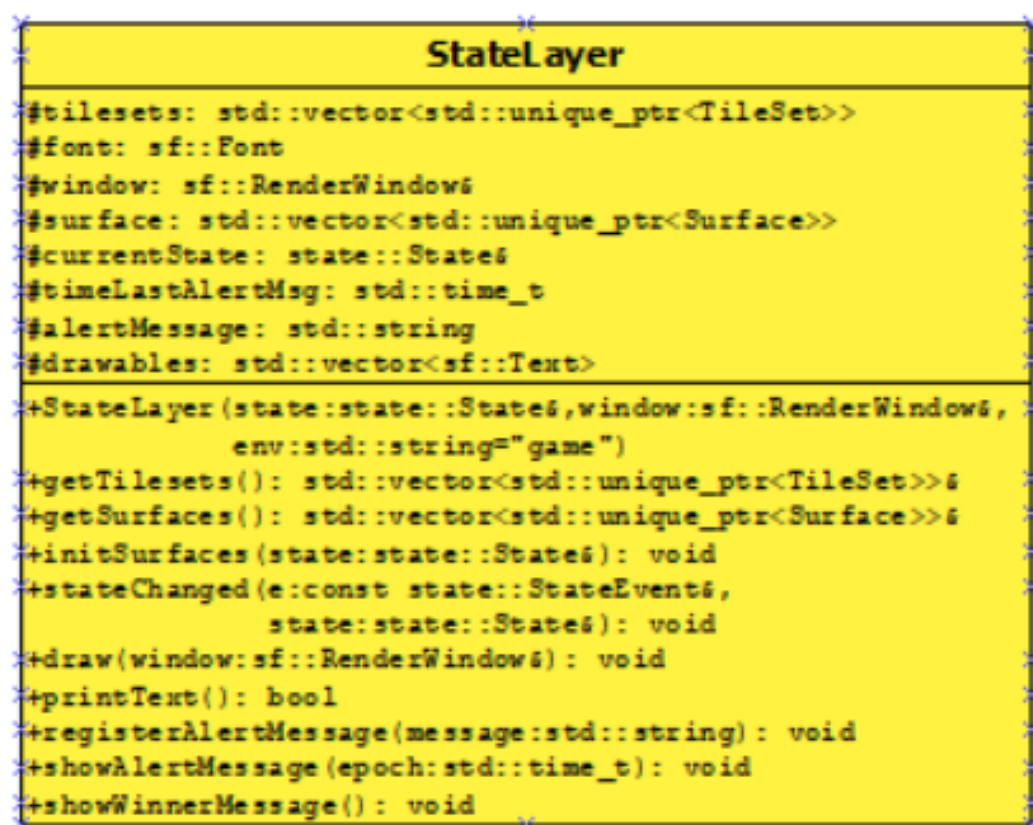 StateLayer
#tilesets: std::vector<std::unique_ptr<TileSet>>
#font: sf::Font
#window: sf::RenderWindow&
#surface: std::vector<std::unique_ptr<Surface>>
#currentState: state::State&
#timeLastAlertMsg: std::time_t
#alertMessage: std::string
#drawables: std::vector<sf::Text>
+StateLayer(state:state::State&,window:sf::RenderWindow&,
env:std::string="game")
+getTilesets(): std::vector<std::unique_ptr<TileSet>>&
+getSurfaces(): std::vector<std::unique_ptr<Surface>>&
+initSurfaces(state:state::State&): void
+stateChanged(e:const state::StateEvent&,
state:state::State&): void
+draw(window:sf::RenderWindow&): void
+printText(): bool
+registerAlertMessage(message:std::string): void
+showAlertMessage(epoch:std::time_t): void
+showWinnerMessage(): void